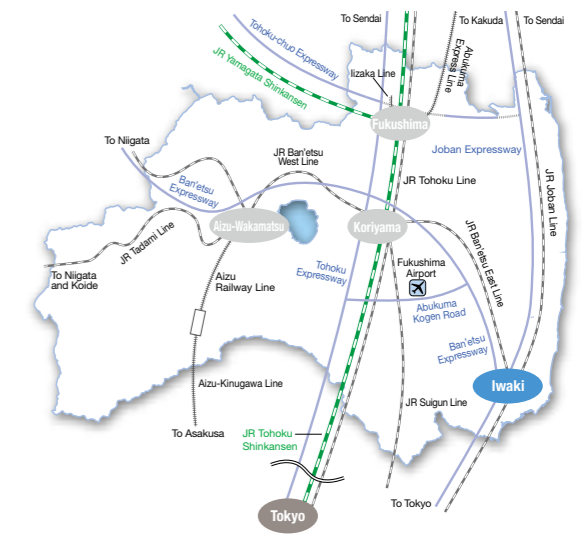 To Sendai
To Kakuda
To Sendai
Tohoku-chuo Expressway
JR Yamagata Shinkansen
Iizaka Line
Abukuma
Express Line
Fukushima
To Niigata
JR Ban'etsu
West Line
Joban Expressway
JR Tohoku Line
Ban'etsu
Expressway
JR Joban Line
Aizu-Wakamatsu
Koriyama
JR Tadami Line
JR Ban'etsu East Line
To Niigata
and Koide
Aizu
Railway Line
Tohoku
Expressway
Fukushima
Airport
Abukuma
Kogen Road
Ban'etsu
Expressway
Iwaki
Aizu-Kinugawa Line
JR Suigun Line
To Asakusa
JR Tohoku
Shinkansen
To Tokyo
Tokyo